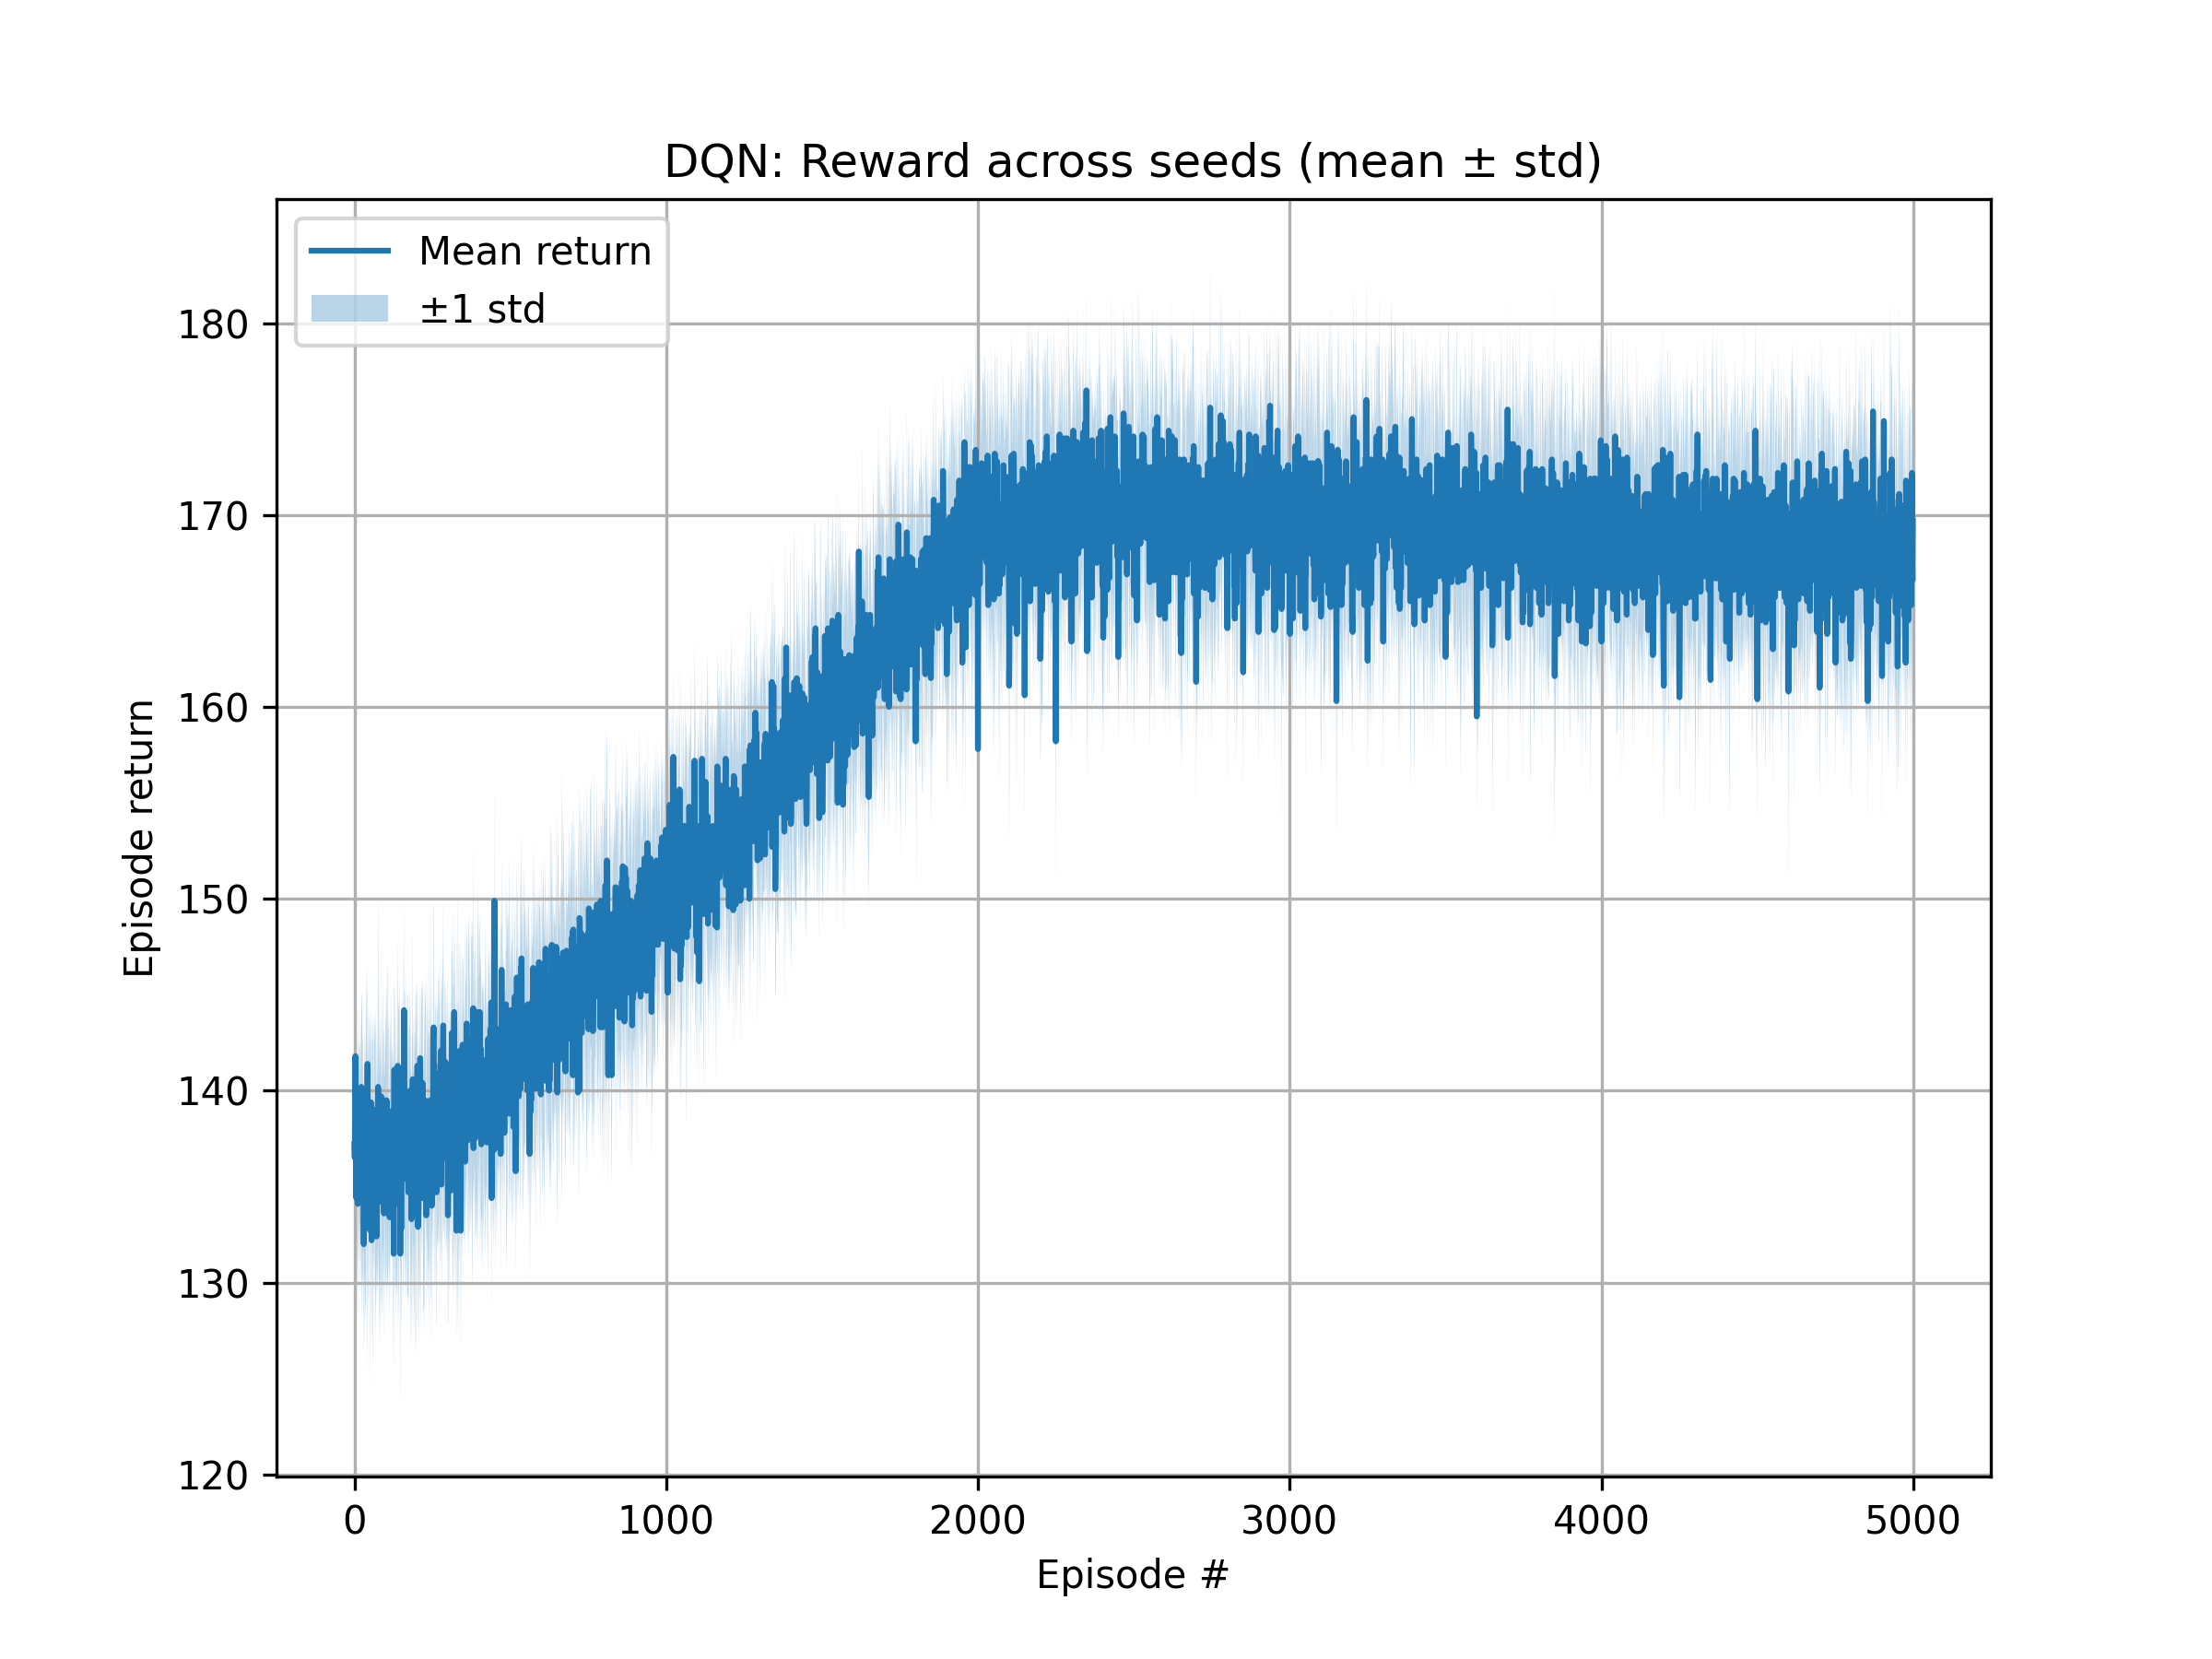 DQN: Reward across seeds (mean ± std)
Mean return
±1 std
180
170
160
150
140
130
120
Episode return
0 1000 2000 3000 4000 5000
Episode #